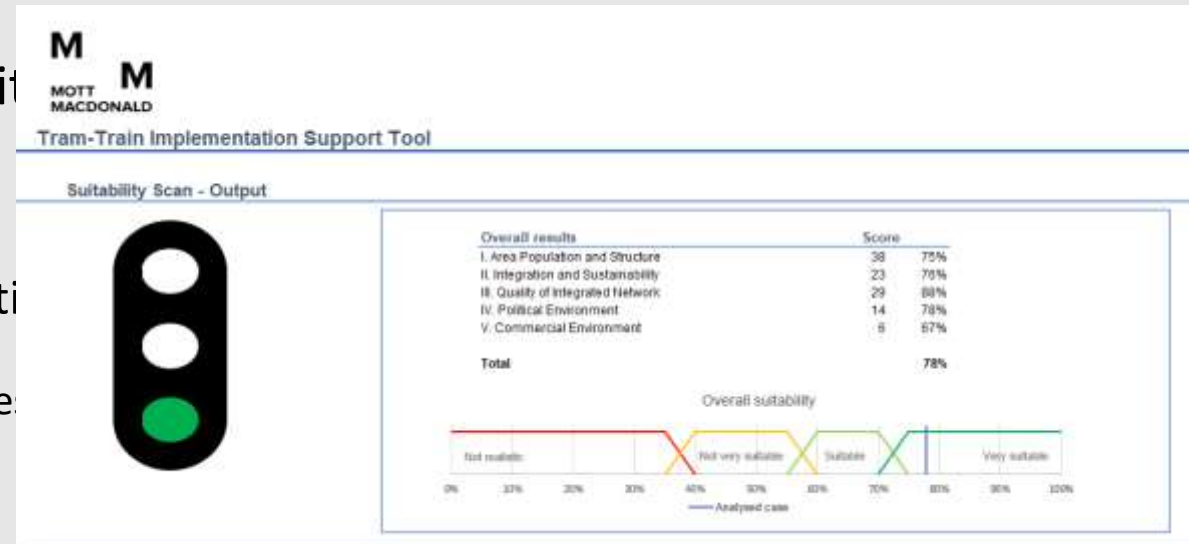 M
M
MOTT
MACDONALD
Tram-Train Implementation Support Tool
Suitability Scan - Output
Overall results Score
I. Area Population and Structure 38 75%
II. Integration and Sustainability 23 76%
III. Quality of Integrated Network 29 88%
IV. Political Environment 14 78%
V. Commercial Environment 6 67%
Total 78%
Overall suitability
Not realistic Not very suitable Suitable Very suitable
0% 10% 20% 30% 40% 50% 60% 70% 80% 90% 100%
Analysed case